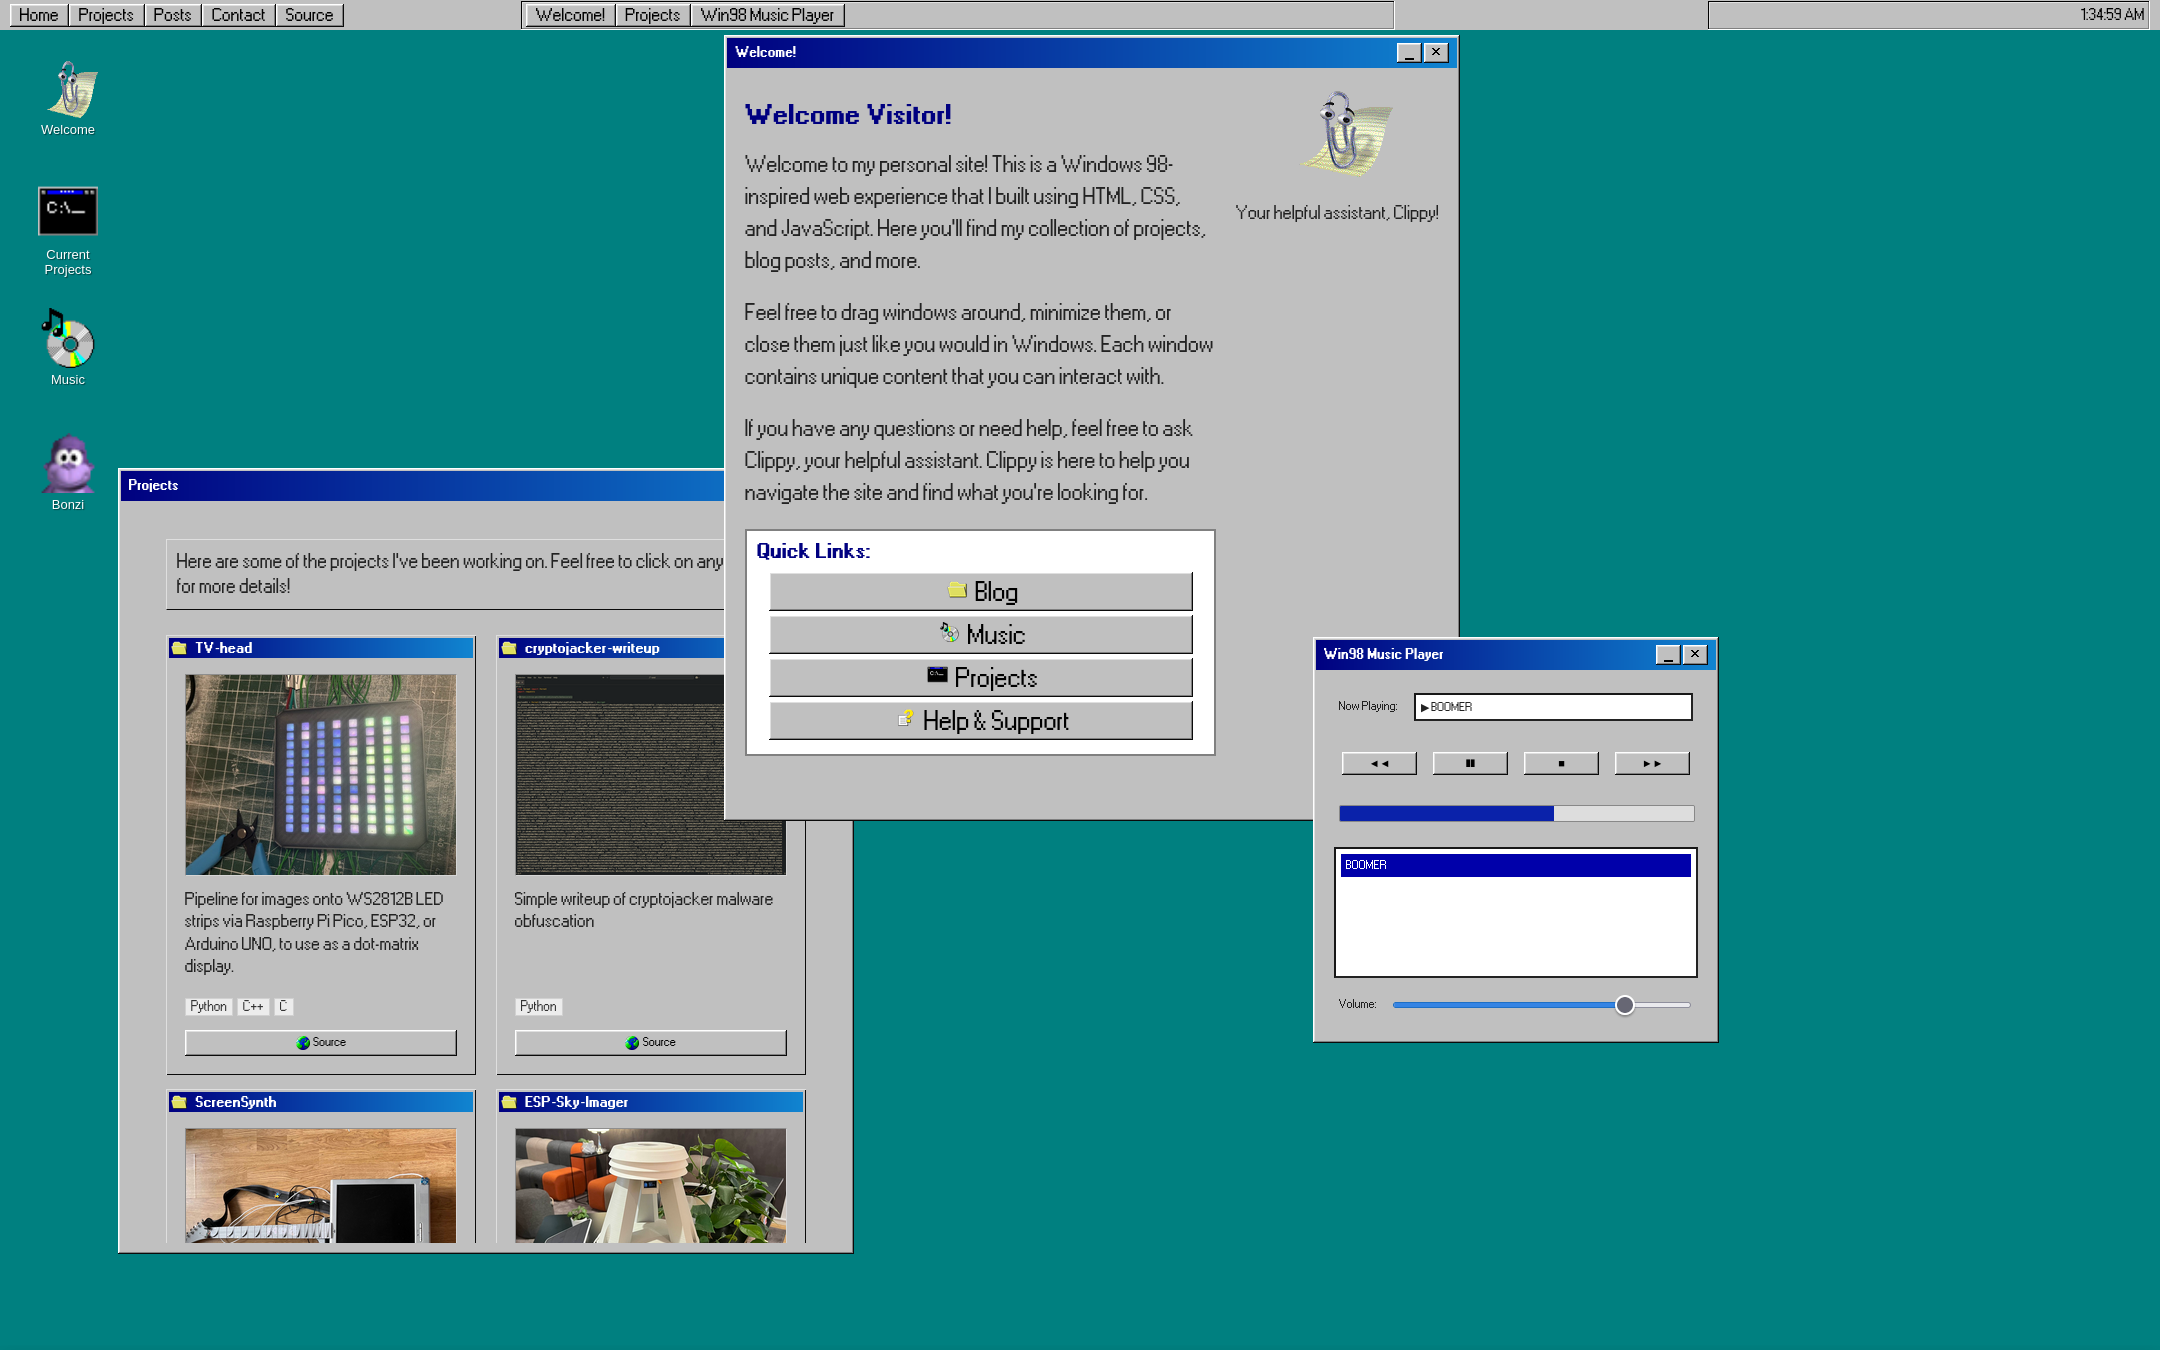 Home Projects Posts Contact Source Welcome! Projects Win98 Music Player 1:34:59 AM
Welcome
C:\_
Current
Projects
Music
Bonzi
Welcome!
Welcome Visitor!
Welcome to my personal site! This is a Windows 98-
inspired web experience that I built using HTML, CSS,
and JavaScript. Here you'll find my collection of projects,
blog posts, and more.
Feel free to drag windows around, minimize them, or
close them just like you would in Windows. Each window
contains unique content that you can interact with.
If you have any questions or need help, feel free to ask
Clippy, your helpful assistant. Clippy is here to help you
navigate the site and find what you're looking for.
Your helpful assistant, Clippy!
Quick Links:
Blog
Music
Projects
Help & Support
Projects
Here are some of the projects I've been working on. Feel free to click on any
for more details!
TV-head
Pipeline for images onto WS2812B LED
strips via Raspberry Pi Pico, ESP32, or
Arduino UNO, to use as a dot-matrix
display.
Python C++ C
Source
cryptojacker-writeup
Simple writeup of cryptojacker malware
obfuscation
Python
Source
ScreenSynth
ESP-Sky-Imager
Win98 Music Player
Now Playing: ▶ BOOMER
BOOMER
Volume: